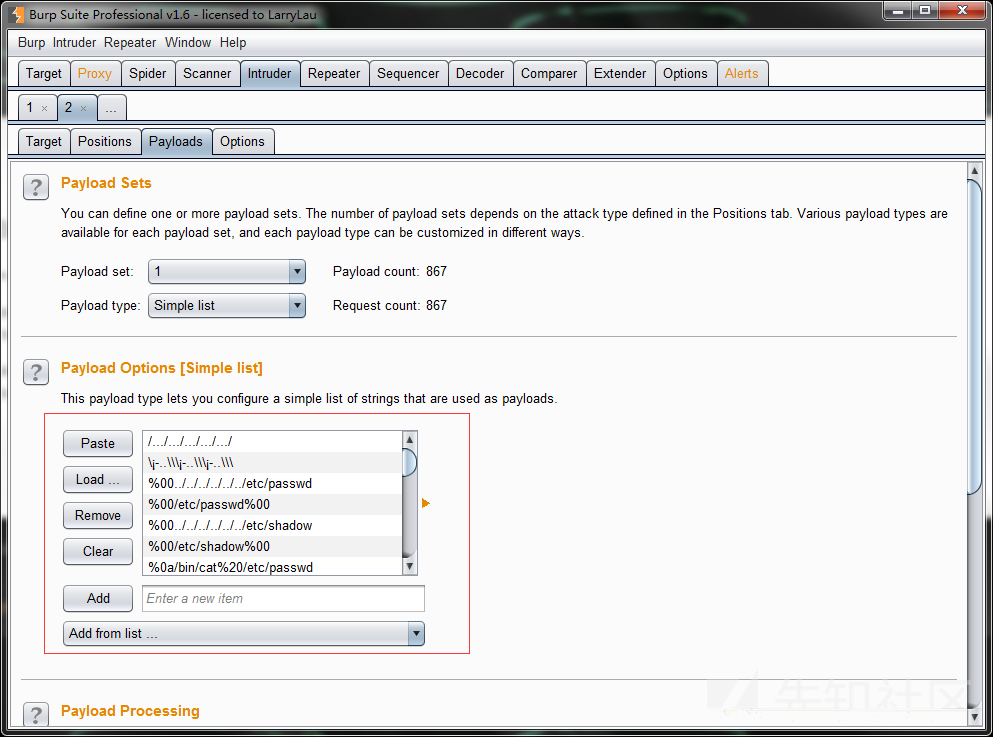 Burp Suite Professional v1.6 - licensed to LarryLau
Burp Intruder Repeater Window Help
Target Proxy Spider Scanner Intruder Repeater Sequencer Decoder Comparer Extender Options Alerts
1 × 2 × ...
Target Positions Payloads Options
? Payload Sets
You can define one or more payload sets. The number of payload sets depends on the attack type defined in the Positions tab. Various payload types are
available for each payload set, and each payload type can be customized in different ways.
Payload set: 1 Payload count: 867
Payload type: Simple list Request count: 867
? Payload Options [Simple list]
This payload type lets you configure a simple list of strings that are used as payloads.
Paste
Load ...
Remove
Clear
/.../.../.../.../.../
\j-..\\\j-..\\\j-..\\\
%00../../../../../../etc/passwd
%00/etc/passwd%00
%00../../../../../../etc/shadow
%00/etc/shadow%00
%0a/bin/cat%20/etc/passwd
Add Enter a new item
Add from list ...
? Payload Processing
先知社区